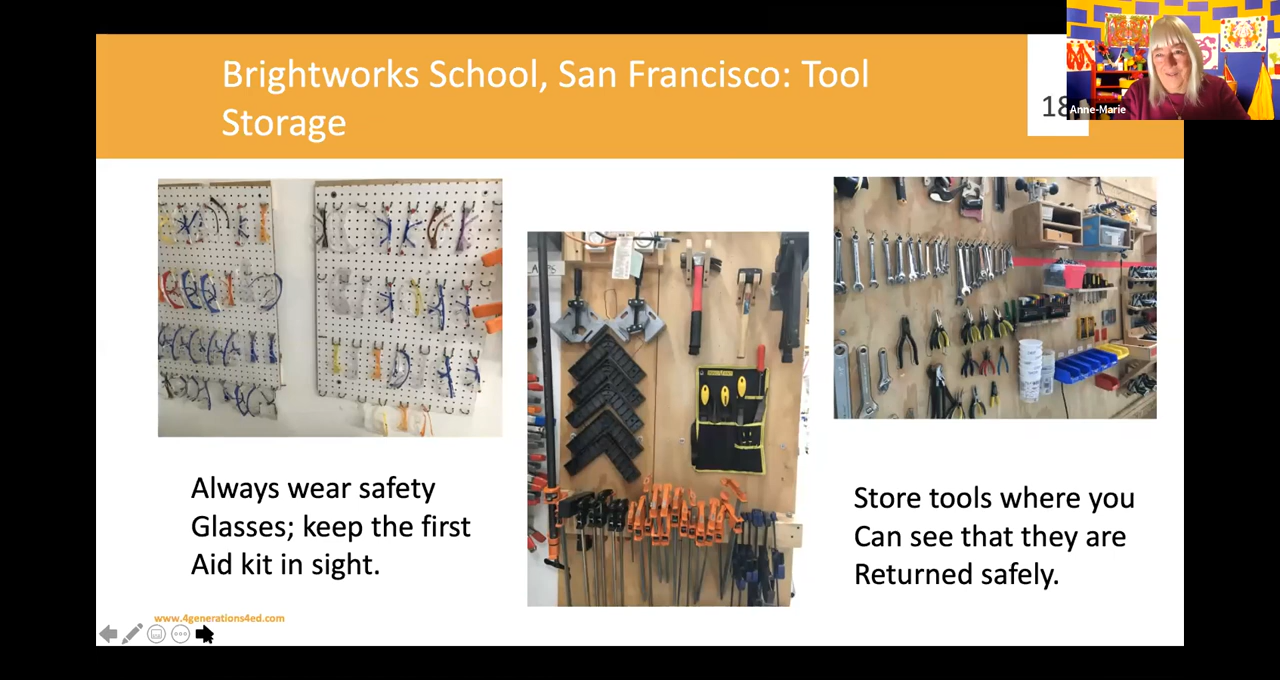 Brightworks School, San Francisco: Tool
Storage
18
Anne-Marie
Always wear safety
Glasses; keep the first
Aid kit in sight.
Store tools where you
Can see that they are
Returned safely.
www.4generations4ed.com